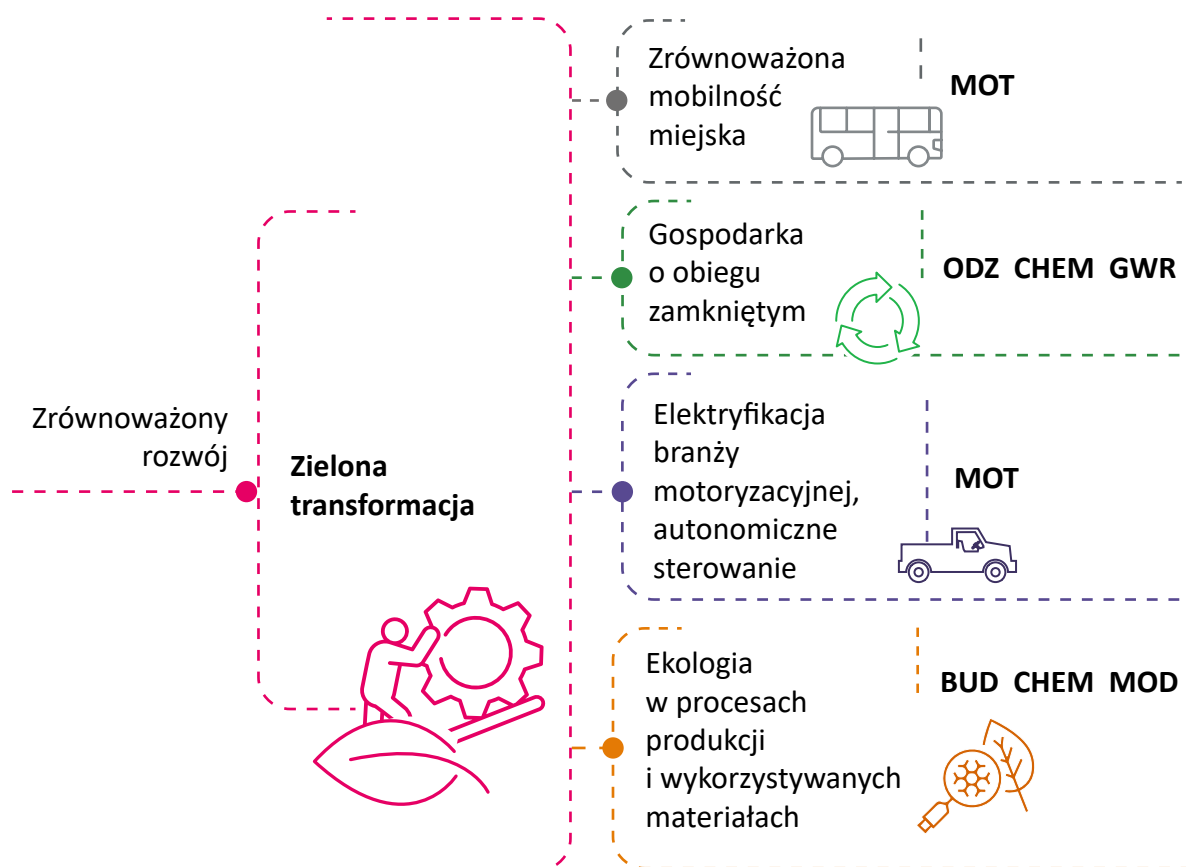 Zrównoważony
rozwój
Zielona
transformacja
Zrównoważona
mobilność
miejska
MOT
Gospodarka
o obiegu
zamkniętym
ODZ CHEM GWR
Elektryfikacja
branży
motoryzacyjnej,
autonomiczne
sterowanie
MOT
Ekologia
w procesach
produkcji
i wykorzystywanych
materiałach
BUD CHEM MOD